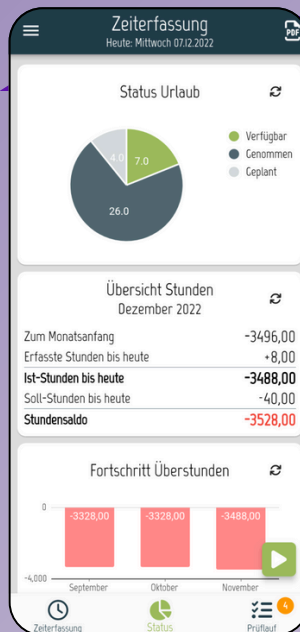 Zeiterfassung
Heute: Mittwoch 07.12.2022
PDF
Status Urlaub
4.0
7.0
26.0
Verfügbar
Genommen
Geplant
Übersicht Stunden
Dezember 2022
Zum Monatsanfang -3496,00
Erfasste Stunden bis heute +8,00
Ist-Stunden bis heute -3488,00
Soll-Stunden bis heute -40,00
Stundensaldo -3528,00
Fortschritt Überstunden
0
-3328,00 -3328,00 -3488,00
-4,000
September Oktober November
4
Zeiterfassung Status Prüflauf